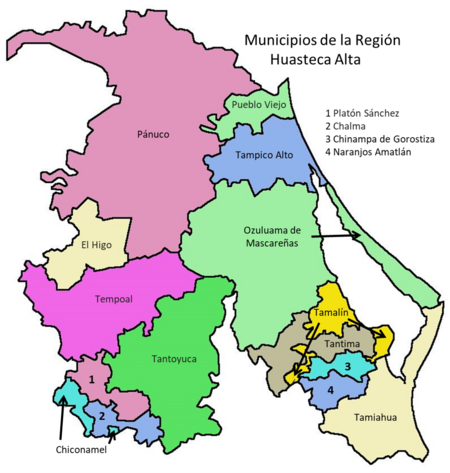 Municipios de la Región
Huasteca Alta
Pueblo Viejo
1 Platón Sánchez
2 Chalma
3 Chinampa de Gorostiza
4 Naranjos Amatlán
Pánuco
Tampico Alto
Ozuluama de
Mascareñas
El Higo
Tempoal
Tamalín
Tantima
Tantoyuca
3
1
4
2
Tamiahua
Chiconamel